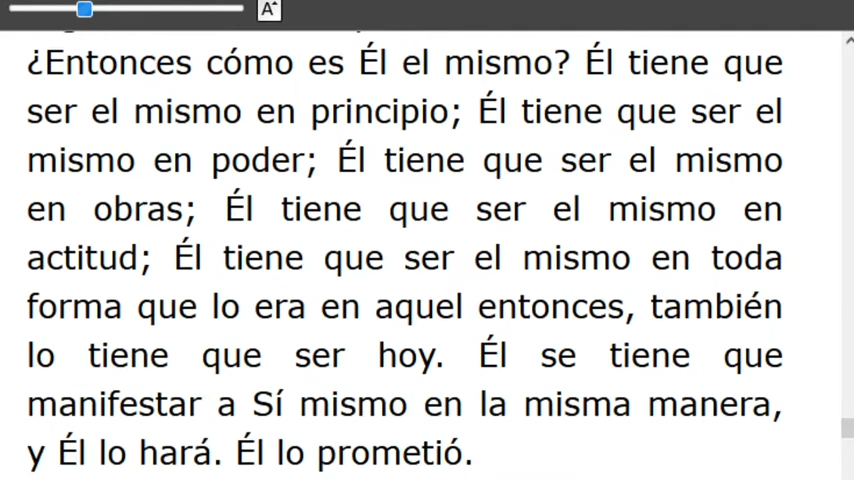 A
¿Entonces cómo es Él el mismo? Él tiene que
ser el mismo en principio; Él tiene que ser el
mismo en poder; Él tiene que ser el mismo
en obras; Él tiene que ser el mismo en
actitud; Él tiene que ser el mismo en toda
forma que lo era en aquel entonces, también
lo tiene que ser hoy. Él se tiene que
manifestar a Sí mismo en la misma manera,
y Él lo hará. Él lo prometió.